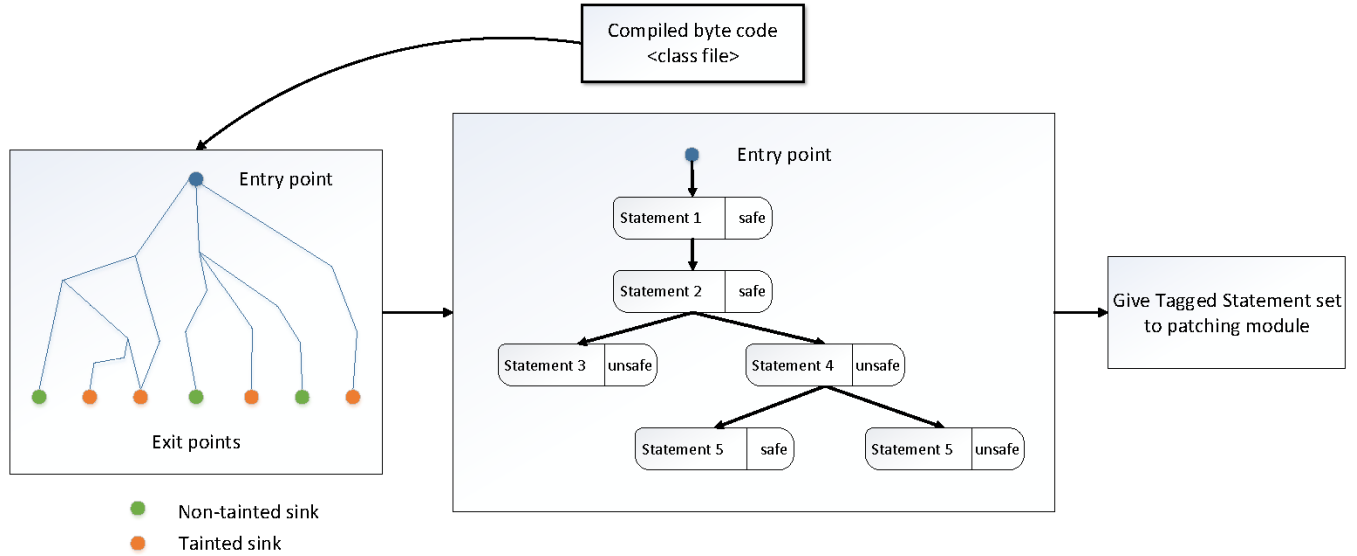 Compiled byte code
<class file>
Entry point
Exit points
Non-tainted sink
Tainted sink
Entry point
Statement 1 safe
Statement 2 safe
Statement 3 unsafe
Statement 4 unsafe
Statement 5 safe
Statement 5 unsafe
Give Tagged Statement set
to patching module